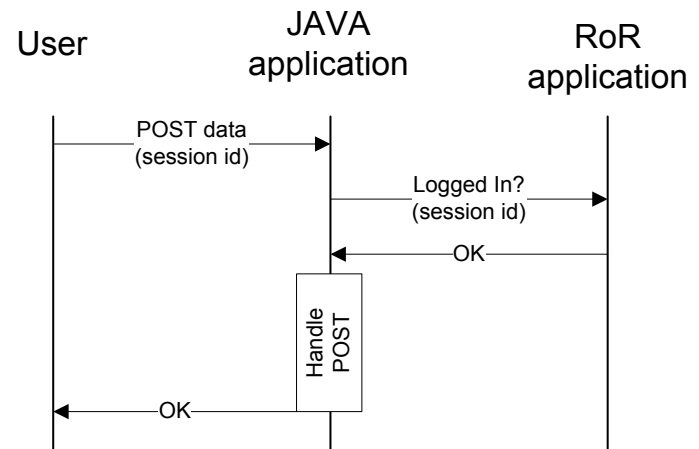 User
JAVA
application
RoR
application
POST data
(session id)
Logged In?
(session id)
OK
Handle
POST
OK